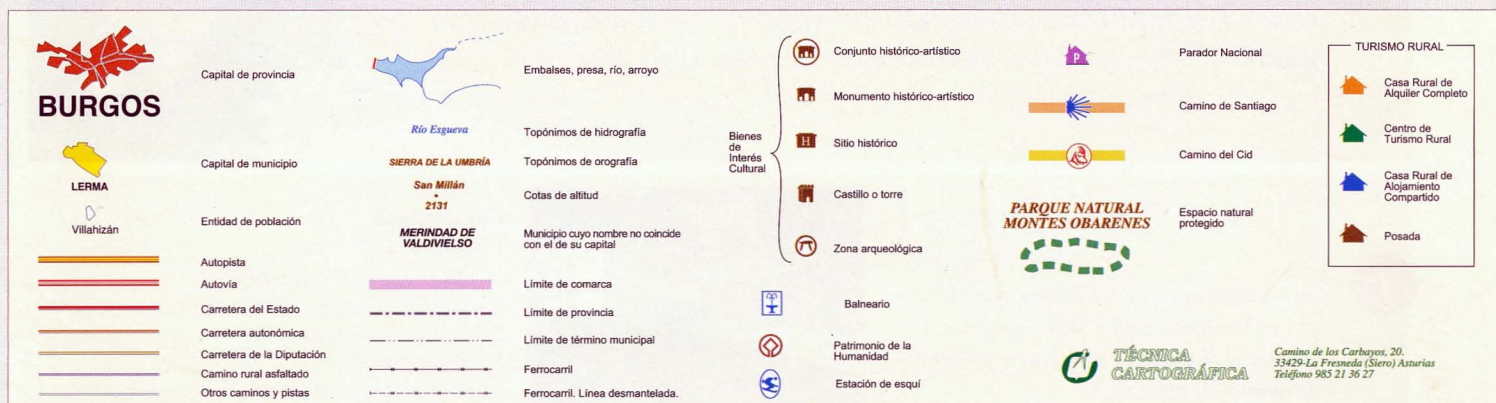 BURGOS
Capital de provincia
LERMA
Capital de municipio
Villahizán
Entidad de población
Autopista
Autovía
Carretera del Estado
Carretera autonómica
Carretera de la Diputación
Camino rural asfaltado
Otros caminos y pistas
Embalses, presa, río, arroyo
Río Esgueva
Topónimos de hidrografía
SIERRA DE LA UMBRÍA
Topónimos de orografía
San Millán
2131
Cotas de altitud
MERINDAD DE
VALDIVIELSO
Municipio cuyo nombre no coincide
con el de su capital
Límite de comarca
Límite de provincia
Límite de término municipal
Ferrocarril
Ferrocarril. Línea desmantelada.
Bienes
de
Interés
Cultural
Conjunto histórico-artístico
Monumento histórico-artístico
H
Sitio histórico
Castillo o torre
Zona arqueológica
Balneario
Patrimonio de la
Humanidad
Estación de esquí
P
Parador Nacional
Camino de Santiago
Camino del Cid
PARQUE NATURAL
MONTES OBARENES
Espacio natural
protegido
TURISMO RURAL
Casa Rural de
Alquiler Completo
Centro de
Turismo Rural
Casa Rural de
Alojamiento
Compartido
Posada
TÉCNICA
CARTOGRÁFICA
Camino de los Carbayos, 20.
33429-La Fresneda (Siero) Asturias
Teléfono 985 21 36 27